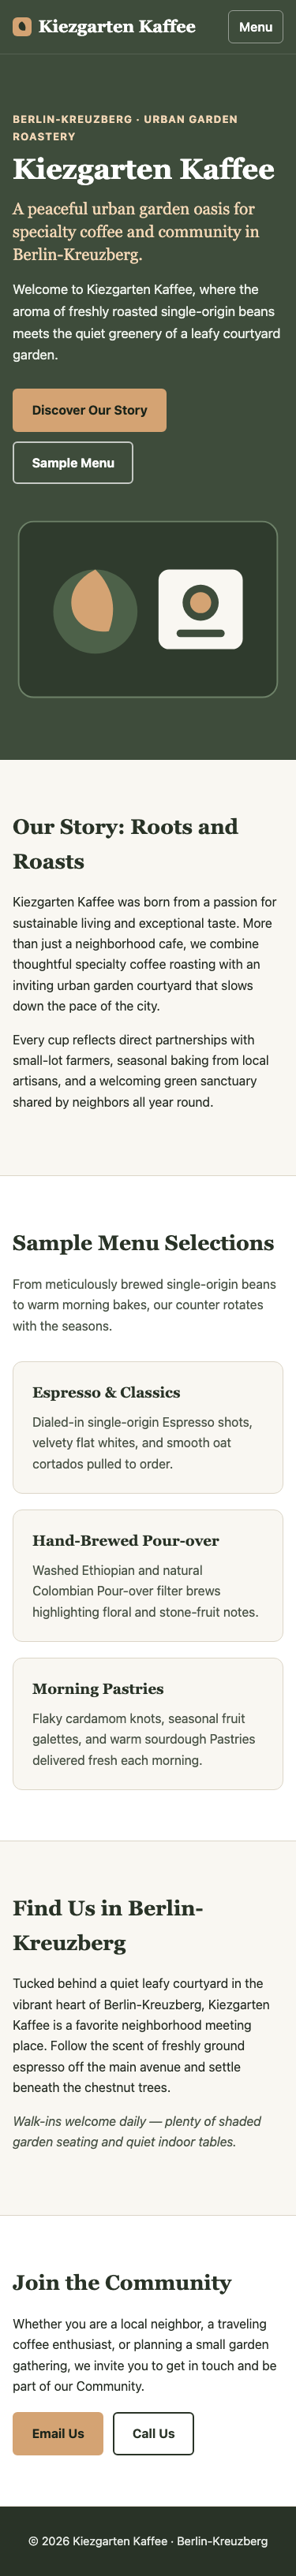 Kiezgarten Kaffee
Menu
BERLIN-KREUZBERG · URBAN GARDEN
ROASTERY
Kiezgarten Kaffee
A peaceful urban garden oasis for
specialty coffee and community in
Berlin-Kreuzberg.
Welcome to Kiezgarten Kaffee, where the
aroma of freshly roasted single-origin beans
meets the quiet greenery of a leafy courtyard
garden.
Discover Our Story
Sample Menu
Our Story: Roots and
Roasts
Kiezgarten Kaffee was born from a passion for
sustainable living and exceptional taste. More
than just a neighborhood cafe, we combine
thoughtful specialty coffee roasting with an
inviting urban garden courtyard that slows
down the pace of the city.
Every cup reflects direct partnerships with
small-lot farmers, seasonal baking from local
artisans, and a welcoming green sanctuary
shared by neighbors all year round.
Sample Menu Selections
From meticulously brewed single-origin beans
to warm morning bakes, our counter rotates
with the seasons.
Espresso & Classics
Dialed-in single-origin Espresso shots,
velvety flat whites, and smooth oat
cortados pulled to order.
Hand-Brewed Pour-over
Washed Ethiopian and natural
Colombian Pour-over filter brews
highlighting floral and stone-fruit notes.
Morning Pastries
Flaky cardamom knots, seasonal fruit
galettes, and warm sourdough Pastries
delivered fresh each morning.
Find Us in Berlin-
Kreuzberg
Tucked behind a quiet leafy courtyard in the
vibrant heart of Berlin-Kreuzberg, Kiezgarten
Kaffee is a favorite neighborhood meeting
place. Follow the scent of freshly ground
espresso off the main avenue and settle
beneath the chestnut trees.
Walk-ins welcome daily — plenty of shaded
garden seating and quiet indoor tables.
Join the Community
Whether you are a local neighbor, a traveling
coffee enthusiast, or planning a small garden
gathering, we invite you to get in touch and be
part of our Community.
Email Us
Call Us
© 2026 Kiezgarten Kaffee · Berlin-Kreuzberg